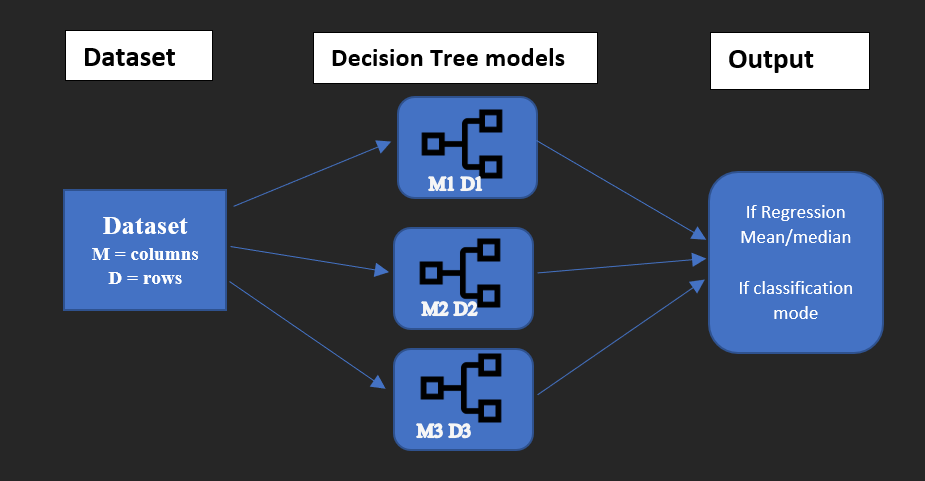 Dataset
Decision Tree models
Output
Dataset
M = columns
D = rows
M1 D1
M2 D2
M3 D3
If Regression
Mean/median
If classification
mode